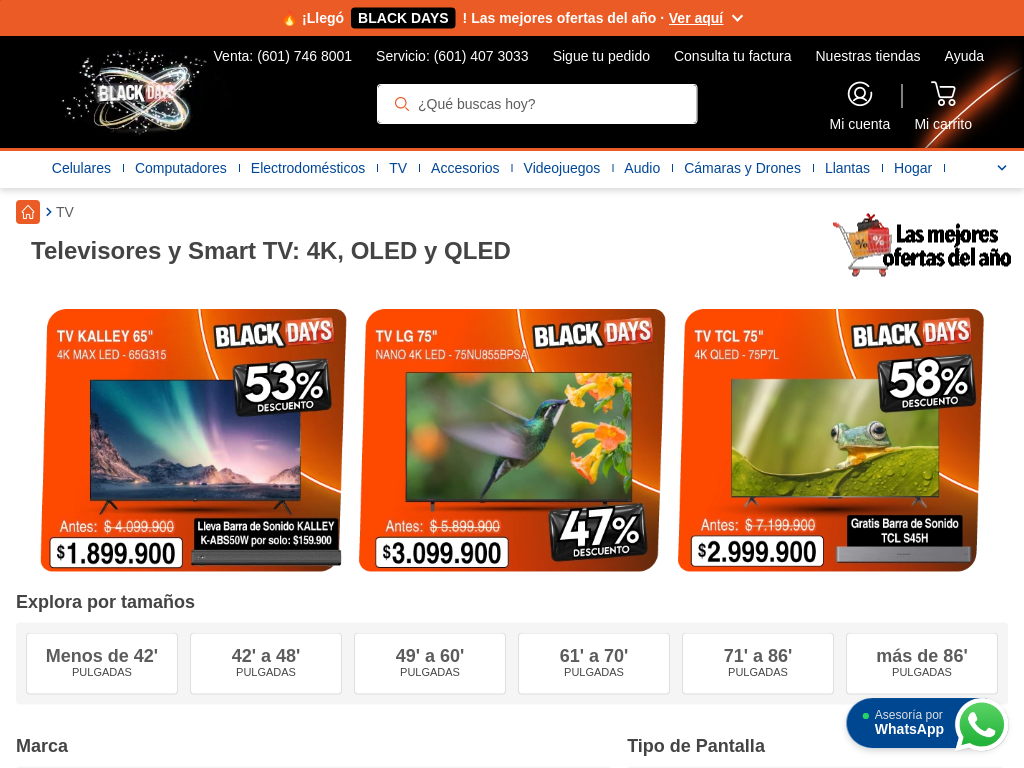 🔥 ¡Llegó BLACK DAYS ! Las mejores ofertas del año · Ver aquí
Venta: (601) 746 8001 Servicio: (601) 407 3033 Sigue tu pedido Consulta tu factura Nuestras tiendas Ayuda
BLACK DAYS
¿Qué buscas hoy?
Mi cuenta Mi carrito
Celulares Computadores Electrodomésticos TV Accesorios Videojuegos Audio Cámaras y Drones Llantas Hogar
TV
Televisores y Smart TV: 4K, OLED y QLED
Las mejores
ofertas del año
TV KALLEY 65"
4K MAX LED - 65G315
BLACK DAYS
53%
DESCUENTO
Antes: $ 4.099.900
$1.899.900
Lleva Barra de Sonido KALLEY
K-ABS50W por solo: $159.900
TV LG 75"
NANO 4K LED - 75NU855BPSA
BLACK DAYS
Antes: $ 5.899.900
$3.099.900
47%
DESCUENTO
TV TCL 75"
4K QLED - 75P7L
BLACK DAYS
58%
DESCUENTO
Antes: $ 7.199.900
$2.999.900
Gratis Barra de Sonido
TCL S45H
Explora por tamaños
Menos de 42' 42' a 48' 49' a 60' 61' a 70' 71' a 86' más de 86'
PULGADAS PULGADAS PULGADAS PULGADAS PULGADAS PULGADAS
Asesoría por
WhatsApp
Marca Tipo de Pantalla